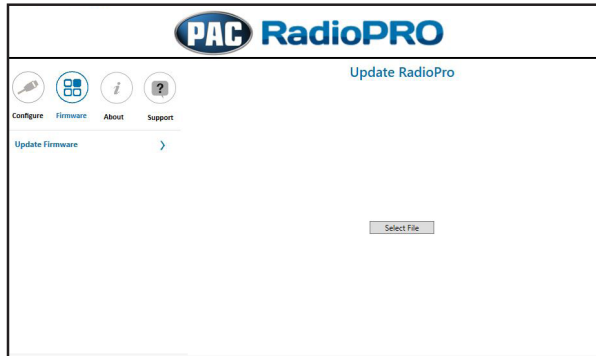 PAC RadioPRO
Update RadioPro
i ?
Configure Firmware About Support
Update Firmware
Select File